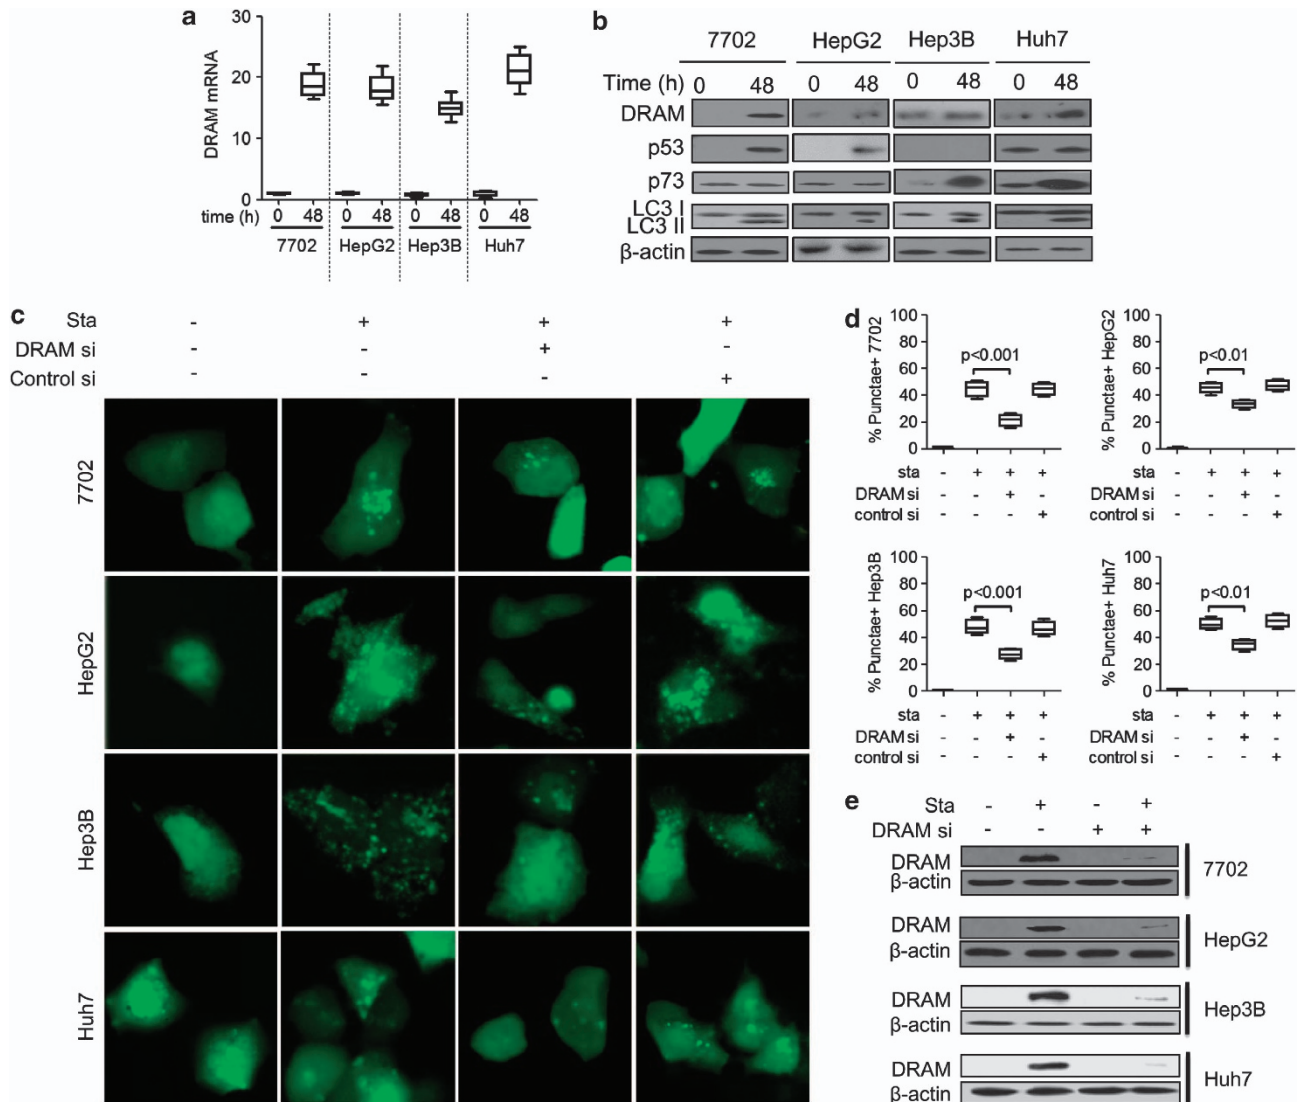 a
30
20
10
0
DRAM mRNA
time (h) 0 48 0 48 0 48 0 48
7702 HepG2 Hep3B Huh7
b
7702 HepG2 Hep3B Huh7
Time (h) 0 48 0 48 0 48 0 48
DRAM
p53
p73
LC3 I
LC3 II
β-actin
c
Sta - + + +
DRAM si - - + -
Control si - - - +
7702
HepG2
Hep3B
Huh7
d
100
80
60
40
20
0
% Punctae+ 7702
p<0.001
sta - + + +
DRAM si - - + -
control si - - - +
100
80
60
40
20
0
% Punctae+ HepG2
p<0.01
sta - + + +
DRAM si - - + -
control si - - - +
100
80
60
40
20
0
% Punctae+ Hep3B
p<0.001
sta - + + +
DRAM si - - + -
control si - - - +
100
80
60
40
20
0
% Punctae+ Huh7
p<0.01
sta - + + +
DRAM si - - + -
control si - - - +
e
Sta - + - +
DRAM si - - + +
DRAM
β-actin
7702
DRAM
β-actin
HepG2
DRAM
β-actin
Hep3B
DRAM
β-actin
Huh7